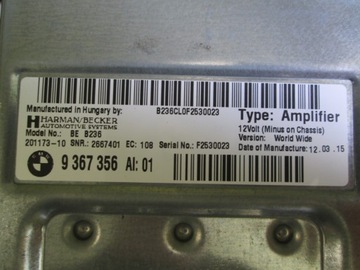 Manufactured in Hungary by: B236CL0F2530023
HARMAN/BECKER
AUTOMOTIVE SYSTEMS
Type: Amplifier
12Volt (Minus on Chassis)
Model No.: BE B236
Version: World Wide
201173-10 SNR.: 2667401 EC: 108 Serial No.: F2530023
Date of Manufacture: 12.03.15
BMW 9 367 356 AI: 01